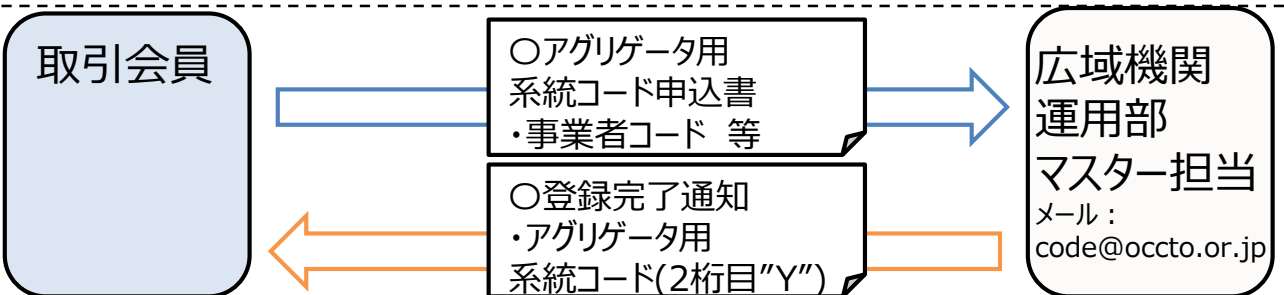 取引会員
〇アグリゲータ用
系統コード申込書
・事業者コード 等
〇登録完了通知
・アグリゲータ用
系統コード(2桁目”Y”)
広域機関
運用部
マスター担当
メール：
code@occto.or.jp